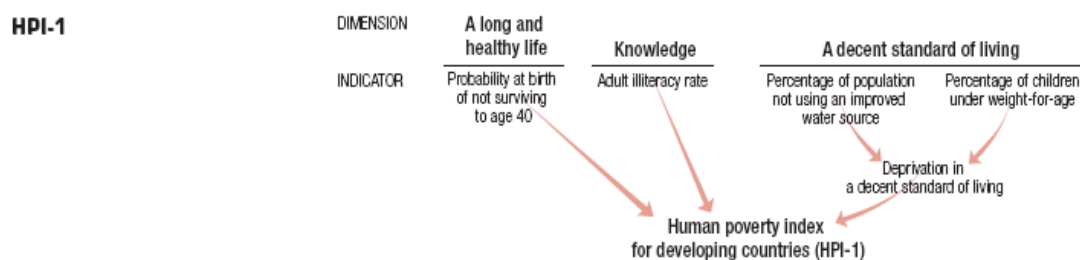 HPI-1
DIMENSION
A long and
healthy life
Knowledge
A decent standard of living
INDICATOR
Probability at birth
of not surviving
to age 40
Adult illiteracy rate
Percentage of population
not using an improved
water source
Percentage of children
under weight-for-age
Deprivation in
a decent standard of living
Human poverty index
for developing countries (HPI-1)